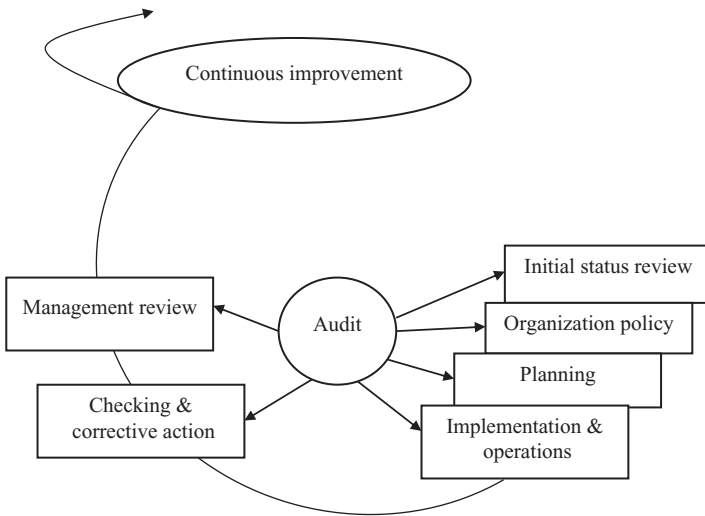 Continuous improvement
Initial status review
Management review
Organization policy
Audit
Planning
Checking &
corrective action
Implementation &
operations